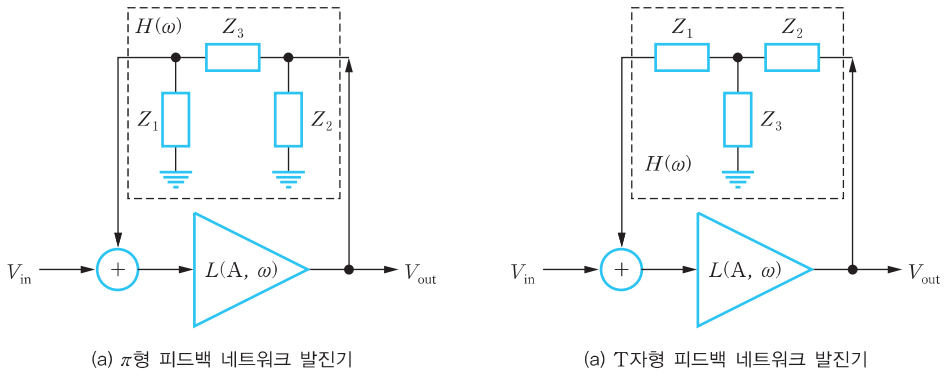 H(ω)
Z3
Z1
Z2
Vin
+
L(A, ω)
Vout
(a) π형 피드백 네트워크 발진기
Z1
Z2
Z3
H(ω)
Vin
+
L(A, ω)
Vout
(a) T자형 피드백 네트워크 발진기